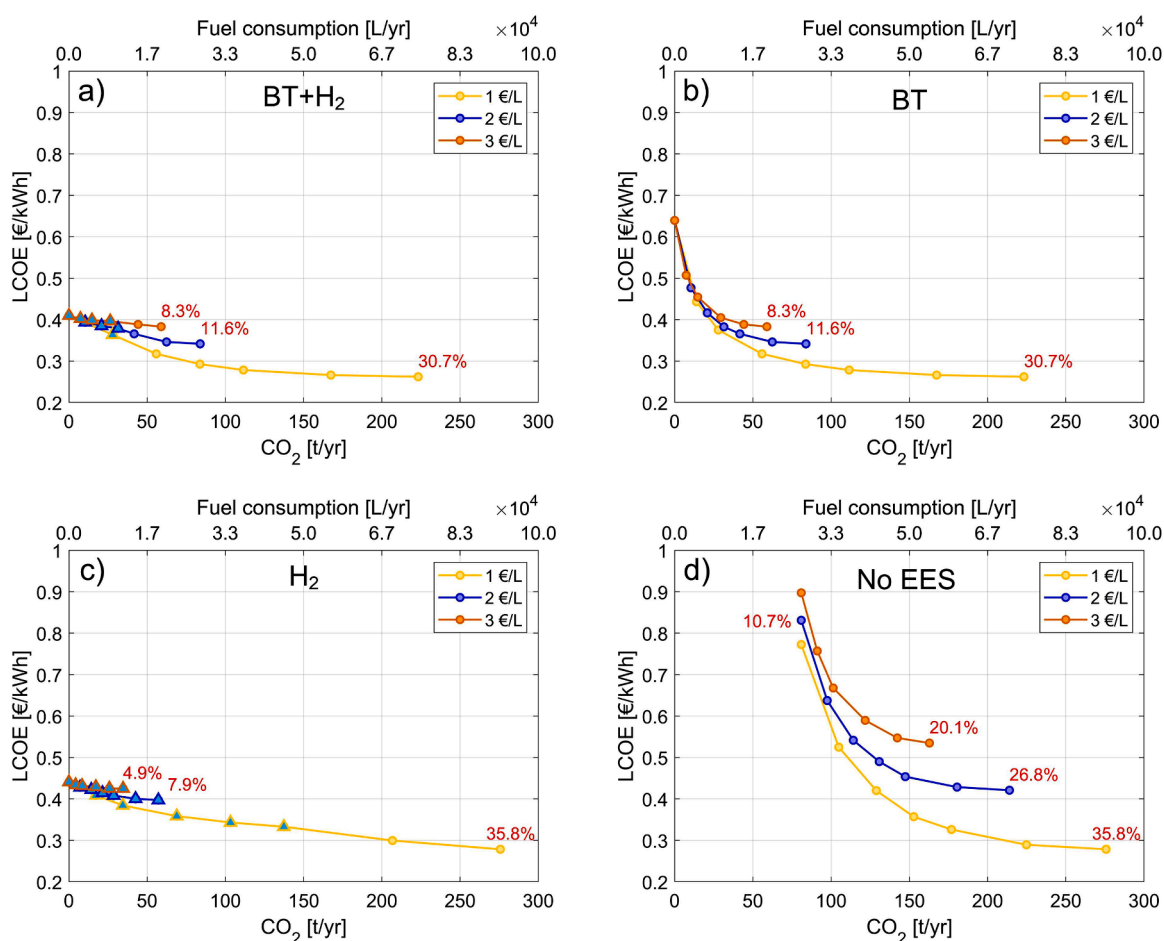 Fuel consumption [L/yr] ×10⁴
0.0 1.7 3.3 5.0 6.7 8.3 10.0
a) BT+H₂
1 €/L
2 €/L
3 €/L
1
0.9
0.8
0.7
0.6
0.5
0.4
0.3
0.2
LCOE [€/kWh]
8.3%
11.6%
30.7%
0 50 100 150 200 250 300
CO₂ [t/yr]
Fuel consumption [L/yr] ×10⁴
0.0 1.7 3.3 5.0 6.7 8.3 10.0
b) BT
1 €/L
2 €/L
3 €/L
1
0.9
0.8
0.7
0.6
0.5
0.4
0.3
0.2
LCOE [€/kWh]
8.3%
11.6%
30.7%
0 50 100 150 200 250 300
CO₂ [t/yr]
Fuel consumption [L/yr] ×10⁴
0.0 1.7 3.3 5.0 6.7 8.3 10.0
c) H₂
1 €/L
2 €/L
3 €/L
1
0.9
0.8
0.7
0.6
0.5
0.4
0.3
0.2
LCOE [€/kWh]
4.9%
7.9%
35.8%
0 50 100 150 200 250 300
CO₂ [t/yr]
Fuel consumption [L/yr] ×10⁴
0.0 1.7 3.3 5.0 6.7 8.3 10.0
d) No EES
1 €/L
2 €/L
3 €/L
1
0.9
0.8
0.7
0.6
0.5
0.4
0.3
0.2
LCOE [€/kWh]
10.7%
20.1%
26.8%
35.8%
0 50 100 150 200 250 300
CO₂ [t/yr]